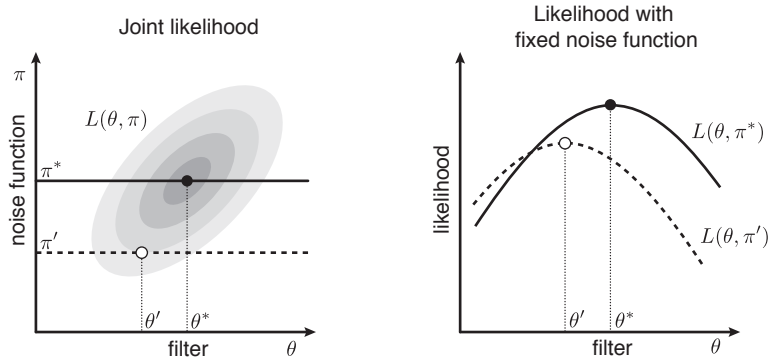 Joint likelihood
π
noise function
L(θ, π)
π*
π′
θ′
θ*
filter
θ
Likelihood with
fixed noise function
likelihood
L(θ, π*)
L(θ, π′)
θ′
θ*
filter
θ